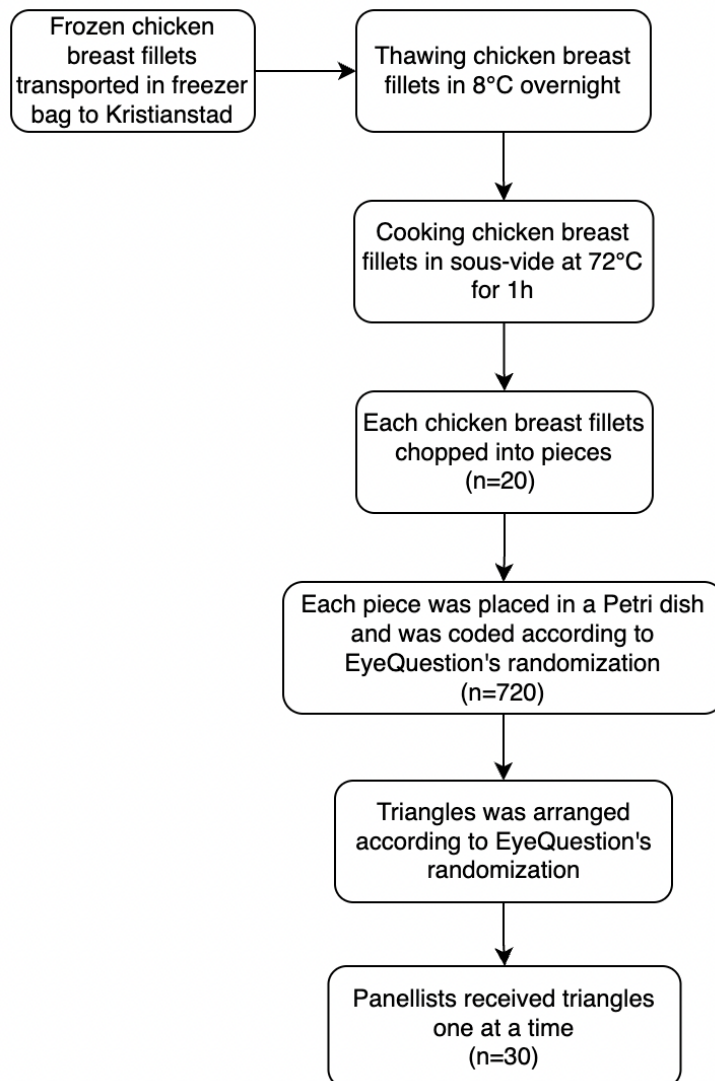 Frozen chicken
breast fillets
transported in freezer
bag to Kristianstad
Thawing chicken breast
fillets in 8°C overnight
Cooking chicken breast
fillets in sous-vide at 72°C
for 1h
Each chicken breast fillets
chopped into pieces
(n=20)
Each piece was placed in a Petri dish
and was coded according to
EyeQuestion's randomization
(n=720)
Triangles was arranged
according to EyeQuestion's
randomization
Panellists received triangles
one at a time
(n=30)